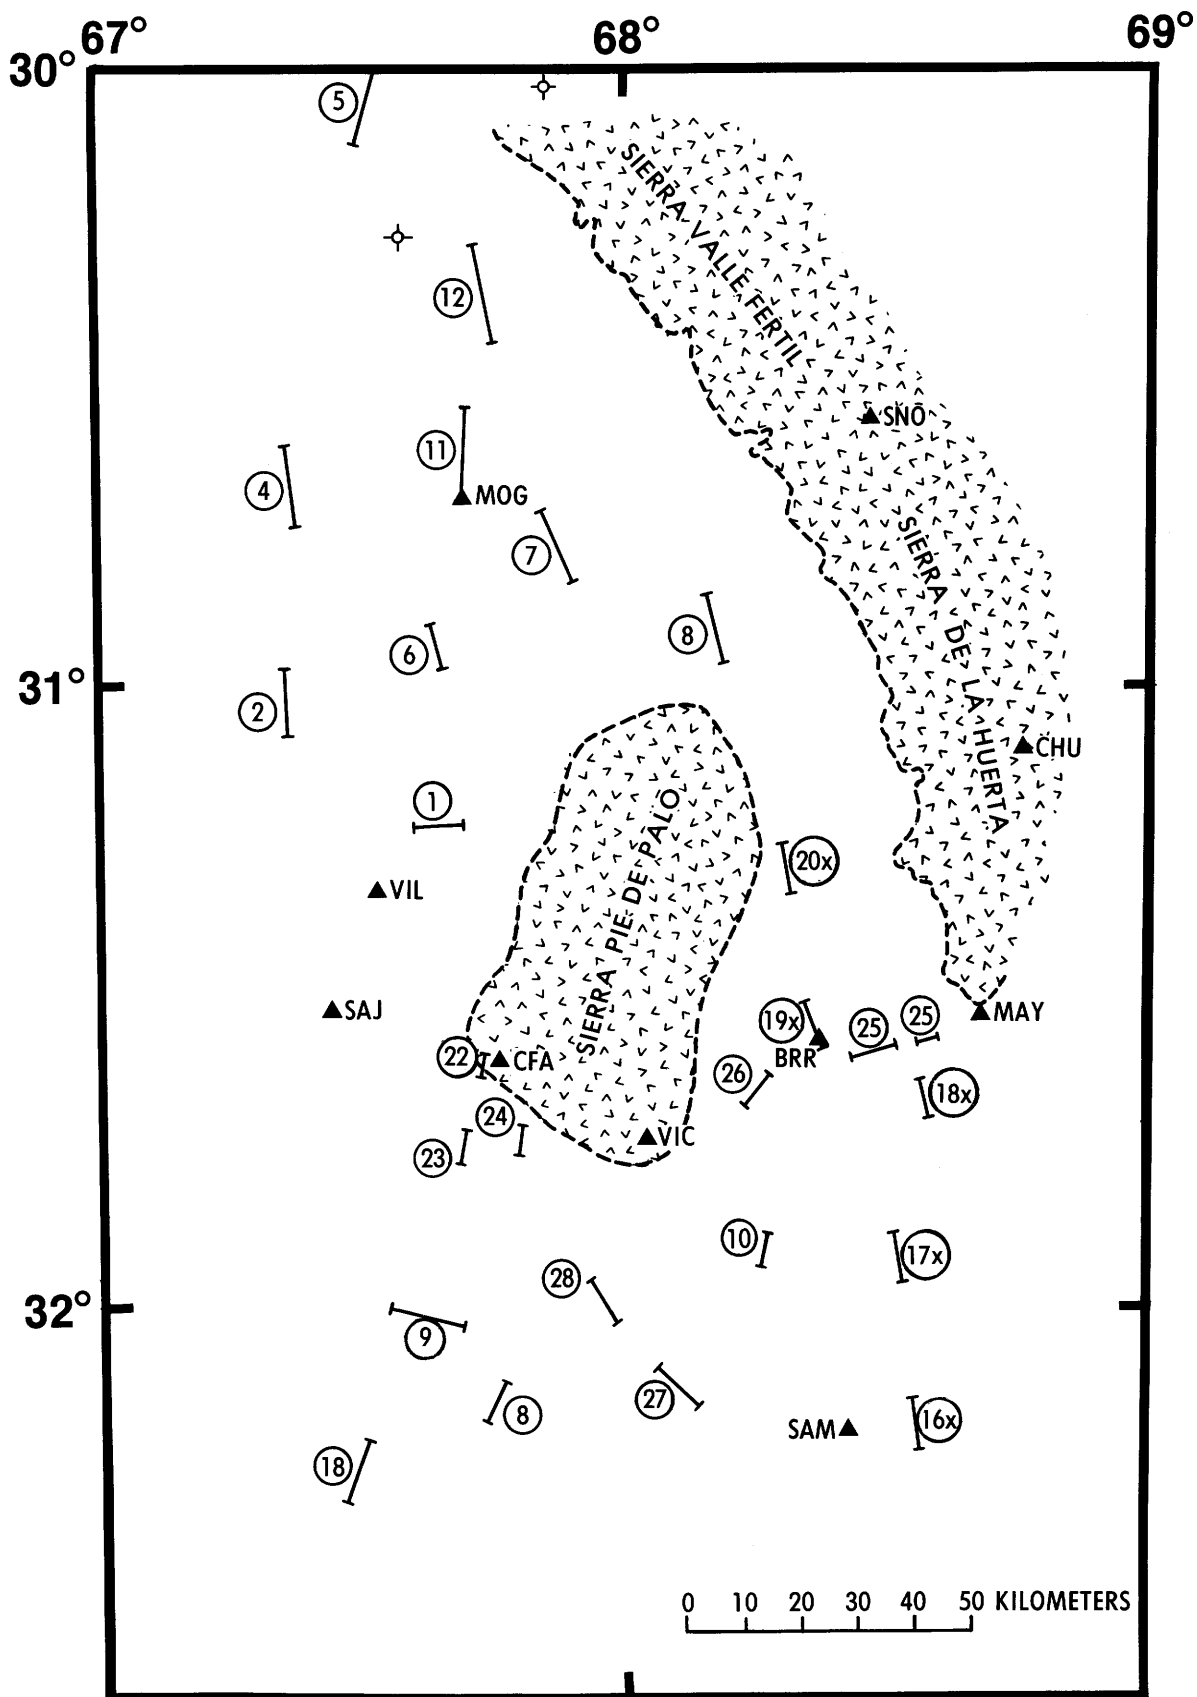 67° 68° 69°
30°
5
SIERRA VALLE FERTIL
12
SNO
11
4
MOG
SIERRA DE LA HUERTA
7
8
6
31°
2
CHU
1
SIERRA PIE DE PALO
20x
VIL
SAJ
19x
25
25
MAY
22
CFA
BRR
26
18x
24
VIC
23
10
17x
28
32°
9
27
8
16x
SAM
18
0 10 20 30 40 50 KILOMETERS